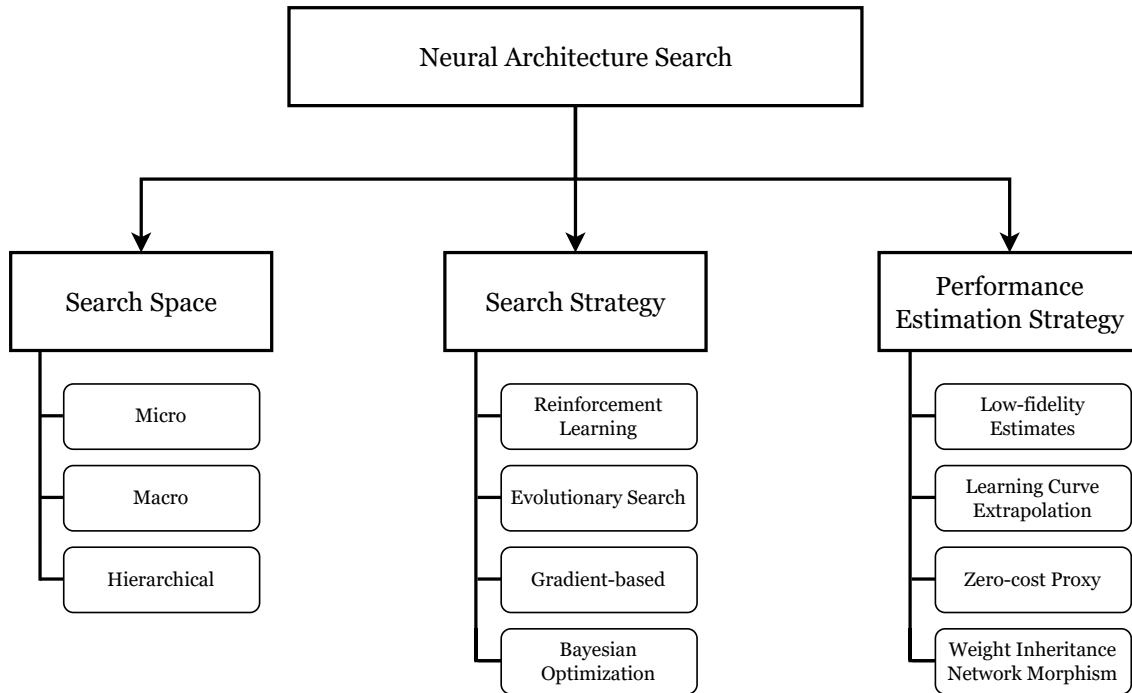 Neural Architecture Search
Search Space
Micro
Macro
Hierarchical
Search Strategy
Reinforcement
Learning
Evolutionary Search
Gradient-based
Bayesian
Optimization
Performance
Estimation Strategy
Low-fidelity
Estimates
Learning Curve
Extrapolation
Zero-cost Proxy
Weight Inheritance
Network Morphism